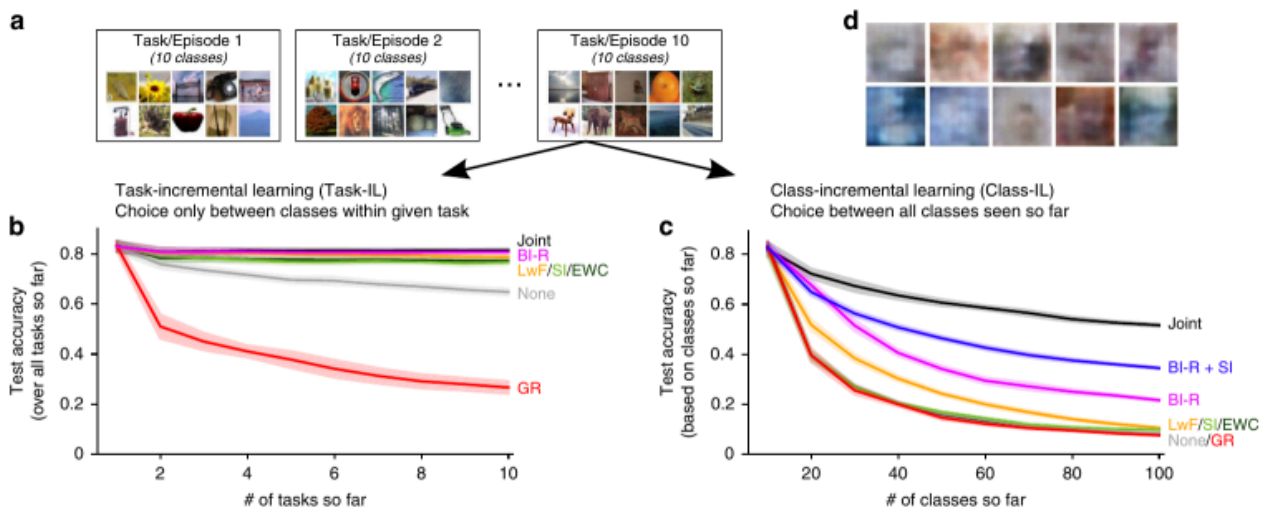 a
Task/Episode 1
(10 classes)
Task/Episode 2
(10 classes)
...
Task/Episode 10
(10 classes)
d
Task-incremental learning (Task-IL)
Choice only between classes within given task
b
Test accuracy
(over all tasks so far)
0.8
0.6
0.4
0.2
0
2
4
6
8
10
# of tasks so far
Joint
BI-R
LwF/SI/EWC
None
GR
Class-incremental learning (Class-IL)
Choice between all classes seen so far
c
Test accuracy
(based on classes so far)
0.8
0.6
0.4
0.2
0
20
40
60
80
100
# of classes so far
Joint
BI-R + SI
BI-R
LwF/SI/EWC
None/GR